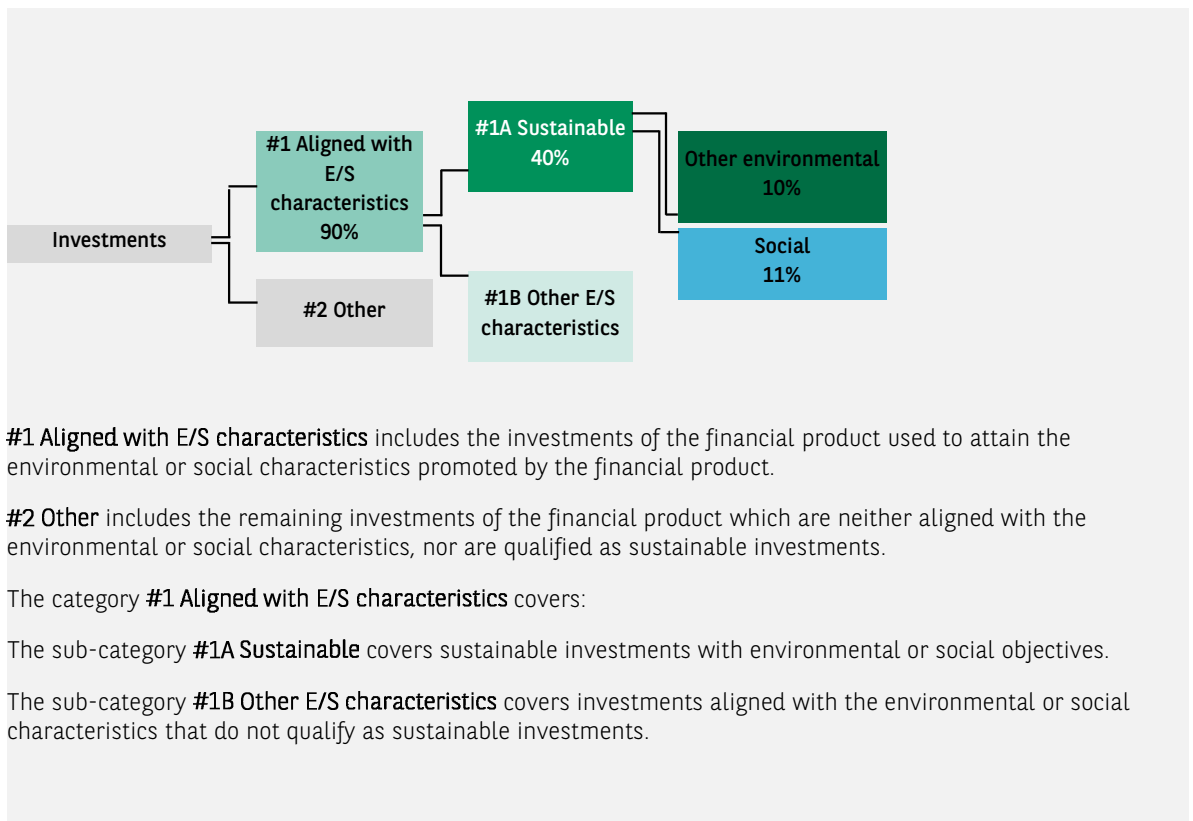 Investments
#1 Aligned with
E/S
characteristics
90%
#2 Other
#1A Sustainable
40%
#1B Other E/S
characteristics
Other environmental
10%
Social
11%
#1 Aligned with E/S characteristics includes the investments of the financial product used to attain the
environmental or social characteristics promoted by the financial product.
#2 Other includes the remaining investments of the financial product which are neither aligned with the
environmental or social characteristics, nor are qualified as sustainable investments.
The category #1 Aligned with E/S characteristics covers:
The sub-category #1A Sustainable covers sustainable investments with environmental or social objectives.
The sub-category #1B Other E/S characteristics covers investments aligned with the environmental or social
characteristics that do not qualify as sustainable investments.